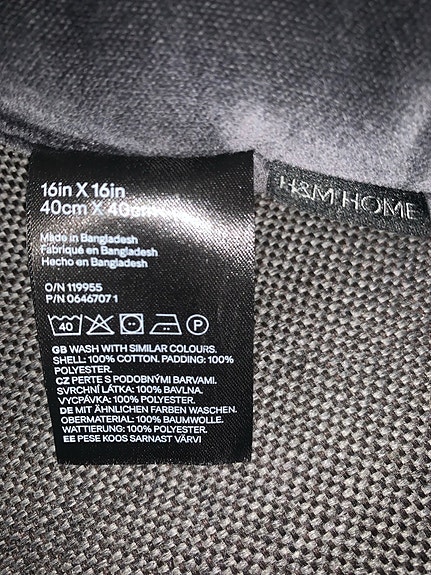 16in X 16in
40cm X 40cm
H&M HOME
Made in Bangladesh
Fabriqué en Bangladesh
Hecho en Bangladesh
O/N 119955
P/N 0646707 1
40 P
GB WASH WITH SIMILAR COLOURS.
SHELL: 100% COTTON. PADDING: 100%
POLYESTER.
CZ PERTE S PODOBNÝMI BARVAMI.
SVRCHNÍ LÁTKA: 100% BAVLNA.
VYCPÁVKA: 100% POLYESTER.
DE MIT ÄHNLICHEN FARBEN WASCHEN.
OBERMATERIAL: 100% BAUMWOLLE.
WATTIERUNG: 100% POLYESTER.
EE PESE KOOS SARNAST VÄRVI